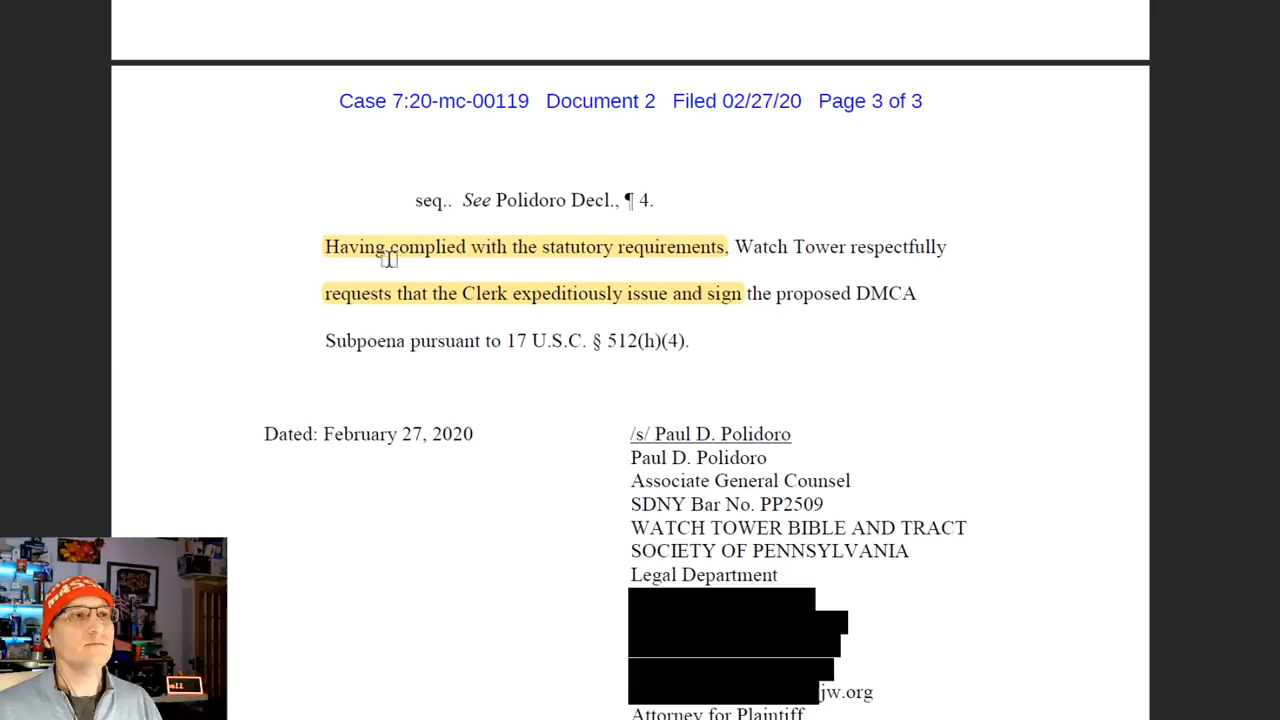 Case 7:20-mc-00119 Document 2 Filed 02/27/20 Page 3 of 3
seq.. See Polidoro Decl., ¶ 4.
Having complied with the statutory requirements, Watch Tower respectfully
requests that the Clerk expeditiously issue and sign the proposed DMCA
Subpoena pursuant to 17 U.S.C. § 512(h)(4).
Dated: February 27, 2020
/s/ Paul D. Polidoro
Paul D. Polidoro
Associate General Counsel
SDNY Bar No. PP2509
WATCH TOWER BIBLE AND TRACT
SOCIETY OF PENNSYLVANIA
Legal Department
jw.org
Attorney for Plaintiff